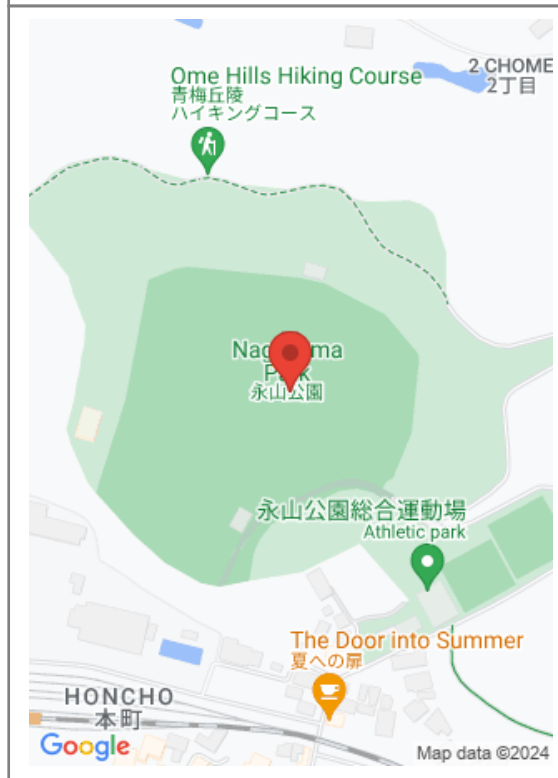 Ome Hills Hiking Course
青梅丘陵
ハイキングコース
2 CHOME
2丁目
永山公園
永山公園総合運動場
Athletic park
The Door into Summer
夏への扉
HONCHO
本町
Google
Map data ©2024